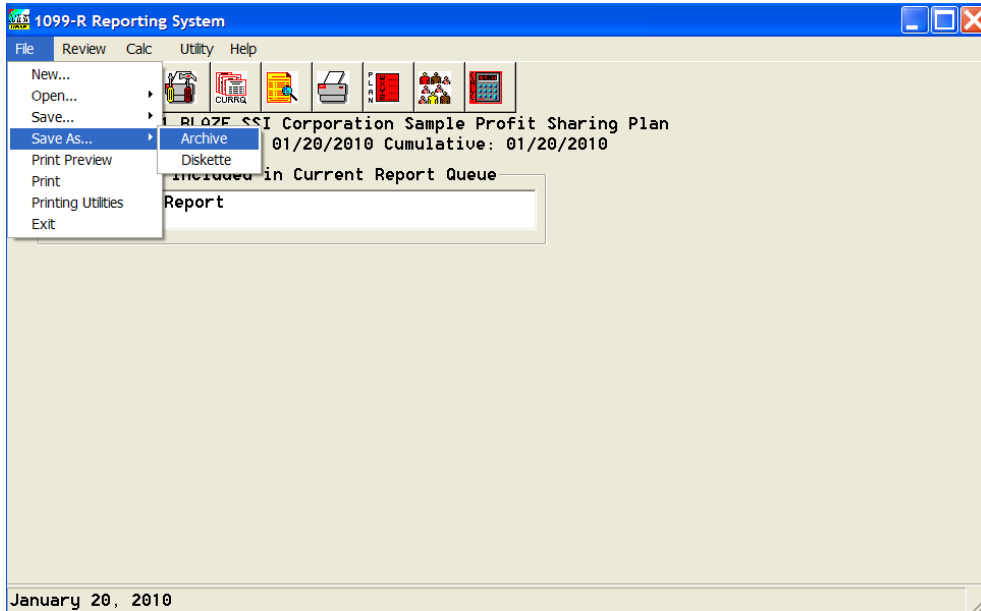 1099-R Reporting System
File Review Calc Utility Help
New...
Open...
Save...
Save As...
Print Preview
Print
Printing Utilities
Exit
Archive
Diskette
CURRQ
PLAN
BLAZE SSI Corporation Sample Profit Sharing Plan
01/20/2010 Cumulative: 01/20/2010
Included in Current Report Queue
Report
January 20, 2010